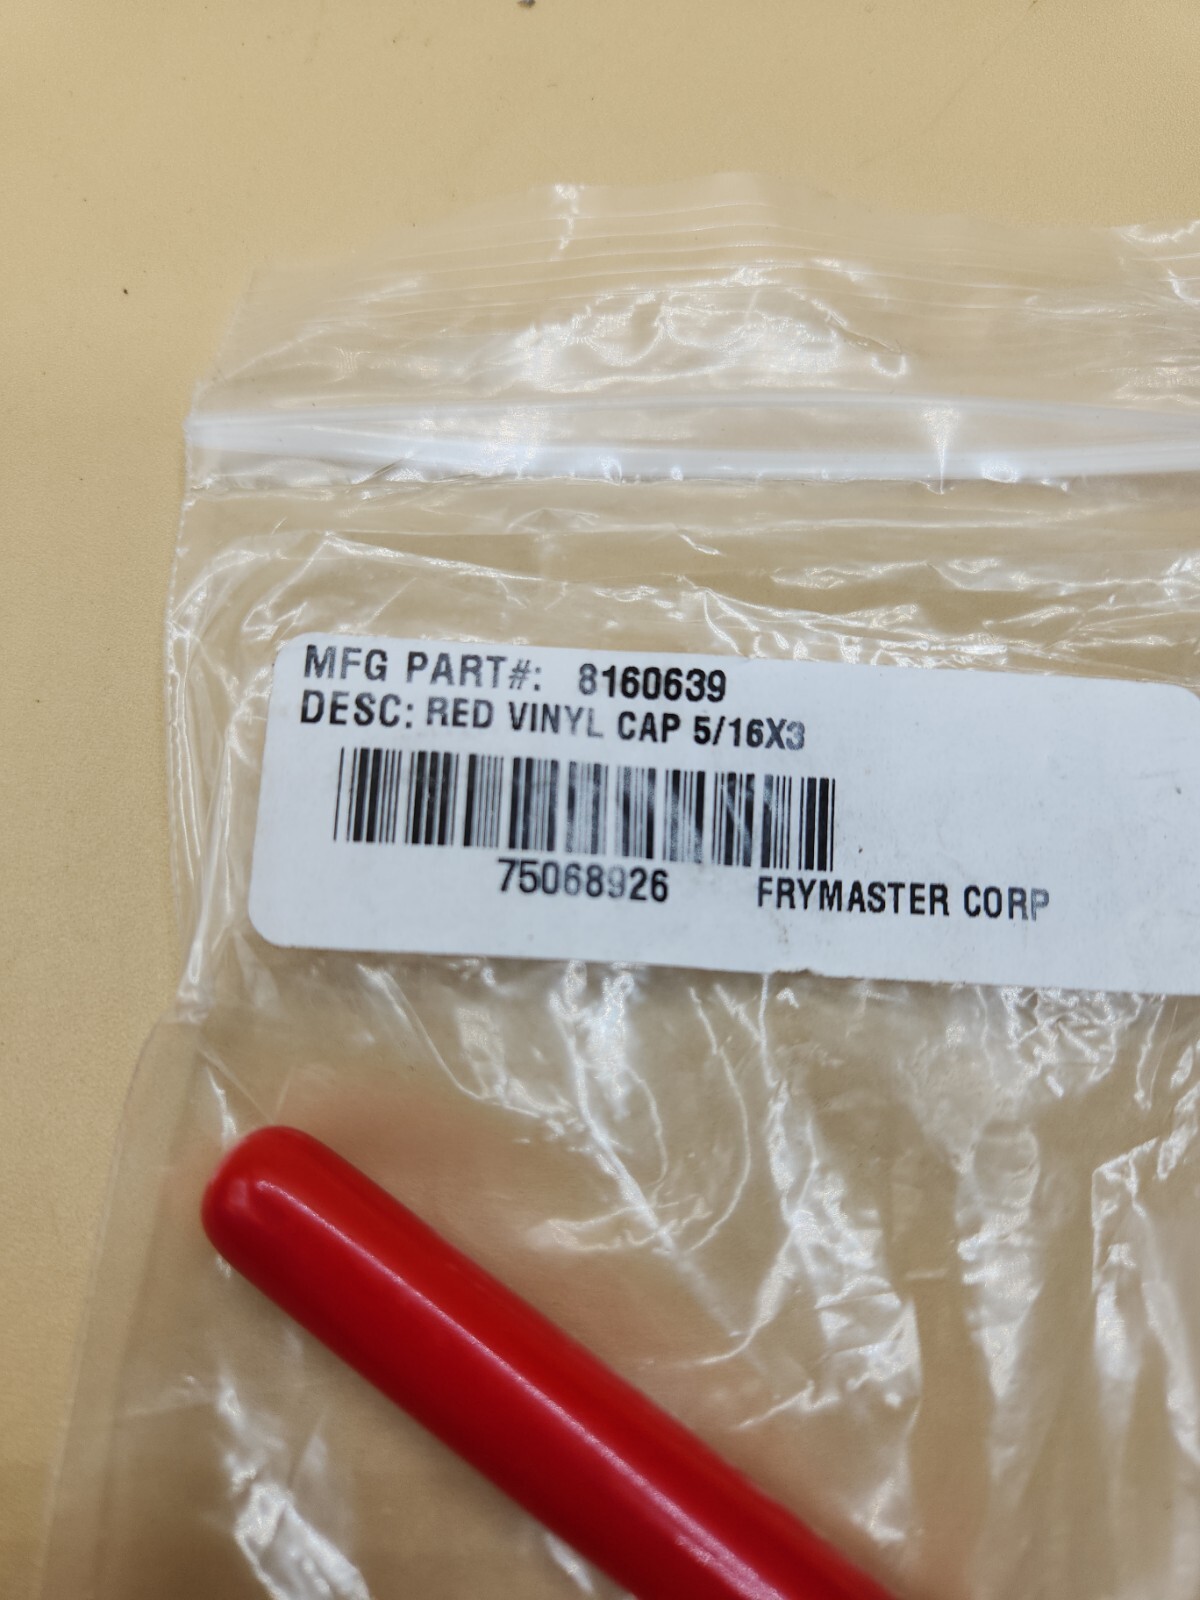 MFG PART#: 8160639
DESC: RED VINYL CAP 5/16X3
75068926 FRYMASTER CORP